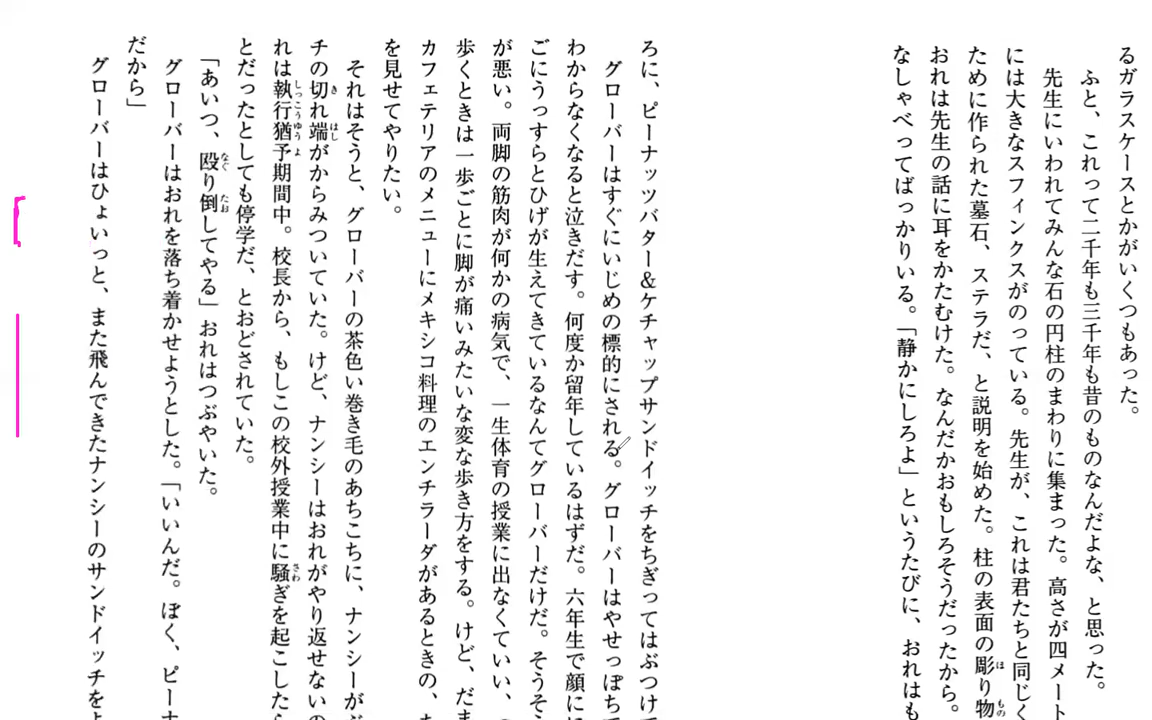 るガラスケースとかがいくつもあった。
ふと、これって二千年も三千年も昔のものなんだよな、と思った。
先生にいわれてみんな石の円柱のまわりに集まった。高さが四メート
には大きなスフィンクスがのっている。先生が、これは君たちと同じく
ために作られた墓石、ステラだ、と説明を始めた。柱の表面の彫り物
おれは先生の話に耳をかたむけた。なんだかおもしろそうだったから。
なしゃべってばっかりいる。「静かにしろよ」というたびに、おれはも
ろに、ピーナッツバター&ケチャップサンドイッチをちぎってはぶつけて
グローバーはすぐにいじめの標的にされる。グローバーはやせっぽちで
わからなくなると泣きだす。何度か留年しているはずだ。六年生で顔にに
ごにうっすらとひげが生えてきているなんてグローバーだけだ。そうそう
が悪い。両脚の筋肉が何かの病気で、一生体育の授業に出なくていい、
歩くときは一歩ごとに脚が痛いみたいな変な歩き方をする。けど、だま
カフェテリアのメニューにメキシコ料理のエンチラーダがあるときの、
を見せてやりたい。
それはそうと、グローバーの茶色い巻き毛のあちこちに、ナンシーがぶ
チの切れ端がからみついていた。けど、ナンシーはおれがやり返せないの
れは執行猶予期間中。校長から、もしこの校外授業中に騒ぎを起こしたら
とだったとしても停学だ、とおどされていた。
「あいつ、殴り倒してやる」おれはつぶやいた。
グローバーはおれを落ち着かせようとした。「いいんだ。ぼく、ピーナ
だから」
グローバーはひょいっと、また飛んできたナンシーのサンドイッチをよ